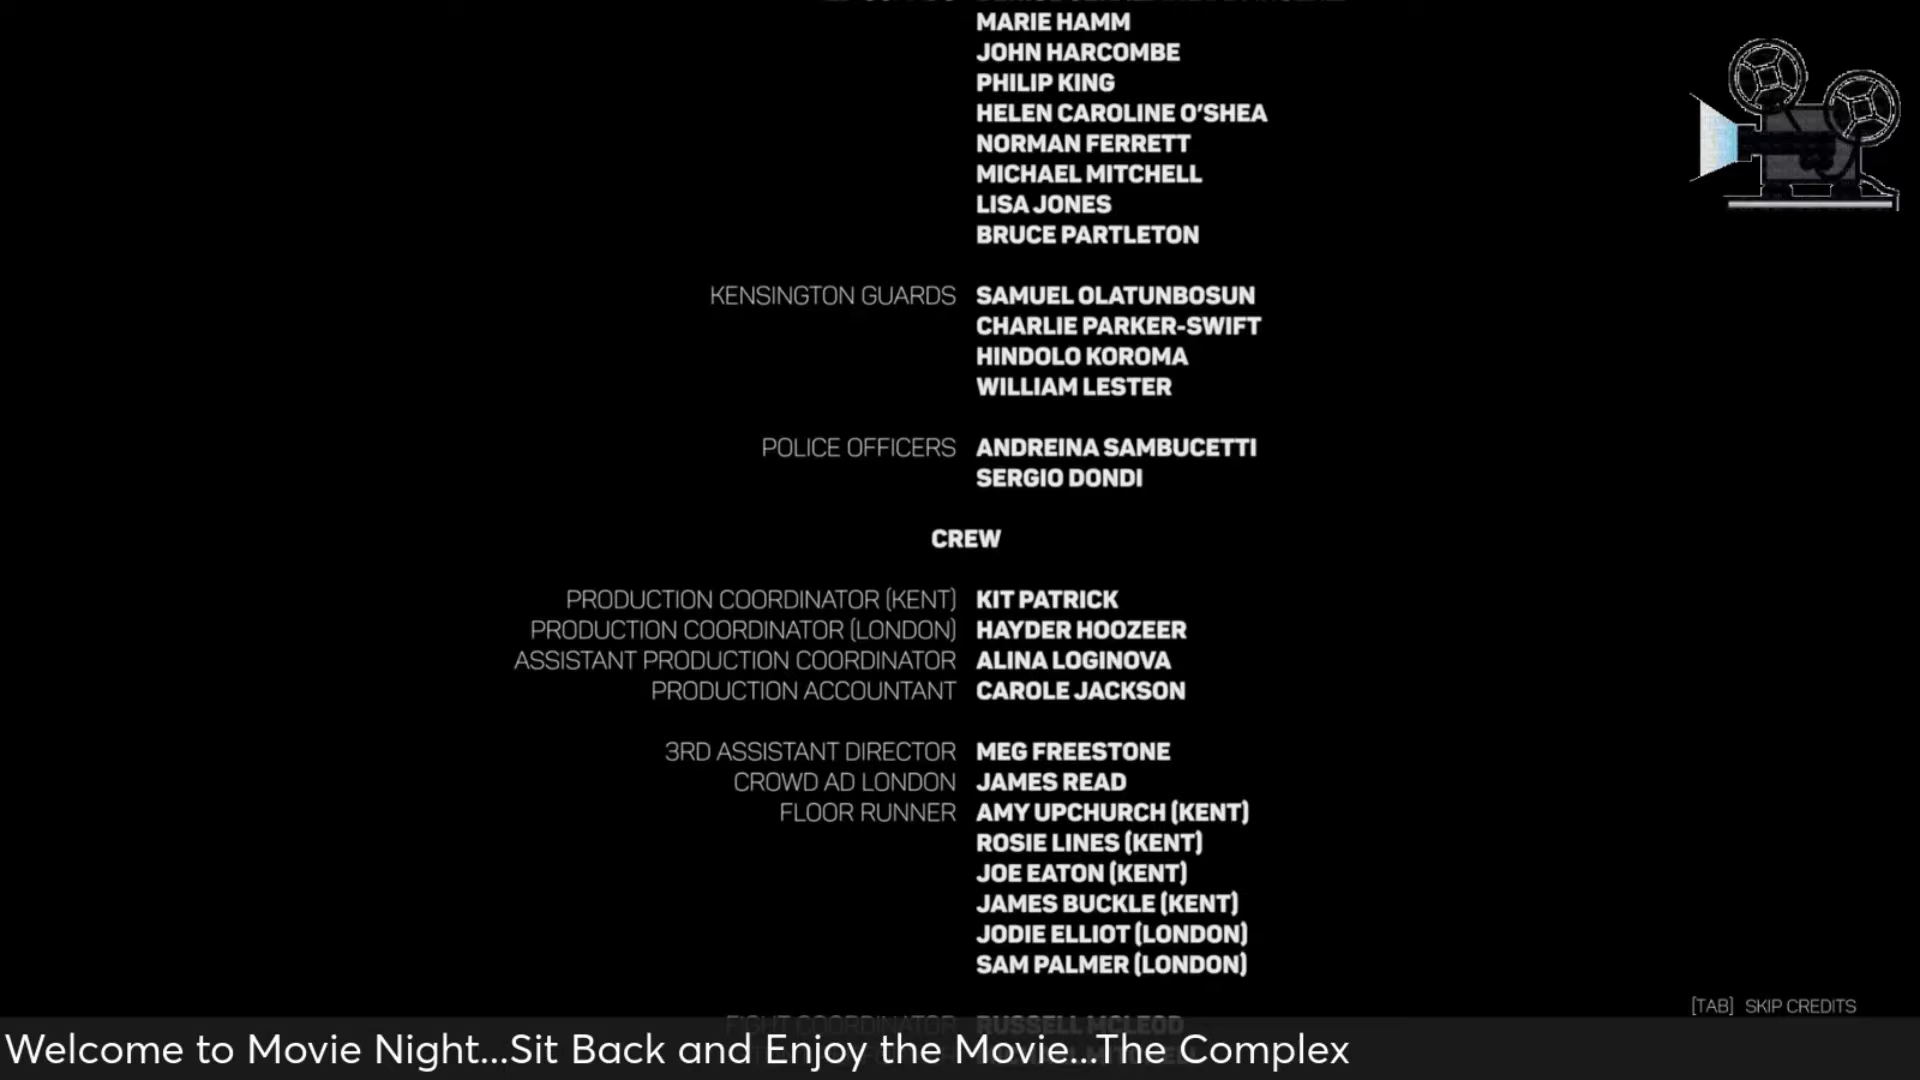 MARIE HAMM
JOHN HARCOMBE
PHILIP KING
HELEN CAROLINE O'SHEA
NORMAN FERRETT
MICHAEL MITCHELL
LISA JONES
BRUCE PARTLETON
KENSINGTON GUARDS SAMUEL OLATUNBOSUN
CHARLIE PARKER-SWIFT
HINDOLO KOROMA
WILLIAM LESTER
POLICE OFFICERS ANDREINA SAMBUCETTI
SERGIO DONDI
CREW
PRODUCTION COORDINATOR (KENT) KIT PATRICK
PRODUCTION COORDINATOR (LONDON) HAYDER HOOZEER
ASSISTANT PRODUCTION COORDINATOR ALINA LOGINOVA
PRODUCTION ACCOUNTANT CAROLE JACKSON
3RD ASSISTANT DIRECTOR MEG FREESTONE
CROWD AD LONDON JAMES READ
FLOOR RUNNER AMY UPCHURCH (KENT)
ROSIE LINES (KENT)
JOE EATON (KENT)
JAMES BUCKLE (KENT)
JODIE ELLIOT (LONDON)
SAM PALMER (LONDON)
[TAB] SKIP CREDITS
FIGHT COORDINATOR RUSSELL MCLEOD
Welcome to Movie Night...Sit Back and Enjoy the Movie...The Complex